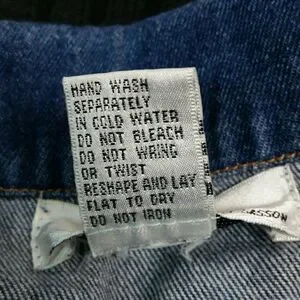 HAND WASH
SEPARATELY
IN COLD WATER
DO NOT BLEACH
DO NOT WRING
OR TWIST
RESHAPE AND LAY
FLAT TO DRY
DO NOT IRON
SASSON